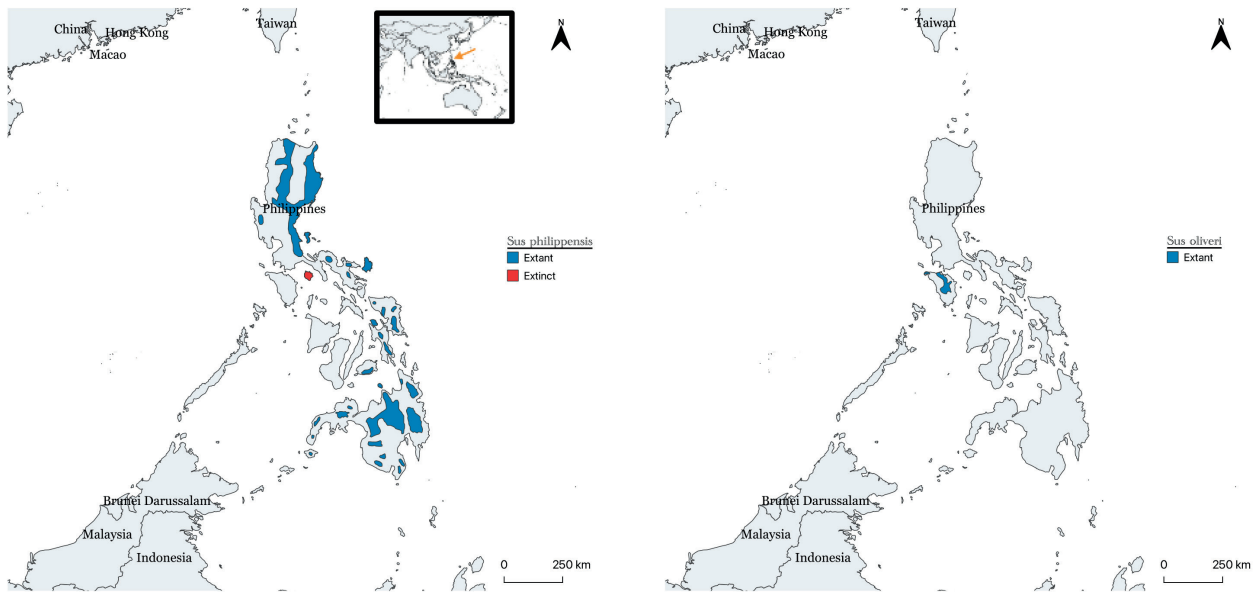 Taiwan
China
Hong Kong
Macao
N
Philippines
Sus philippensis
Extant
Extinct
Brunei Darussalam
Malaysia
Indonesia
0 250 km
Taiwan
China
Hong Kong
Macao
N
Philippines
Sus oliveri
Extant
Brunei Darussalam
Malaysia
Indonesia
0 250 km